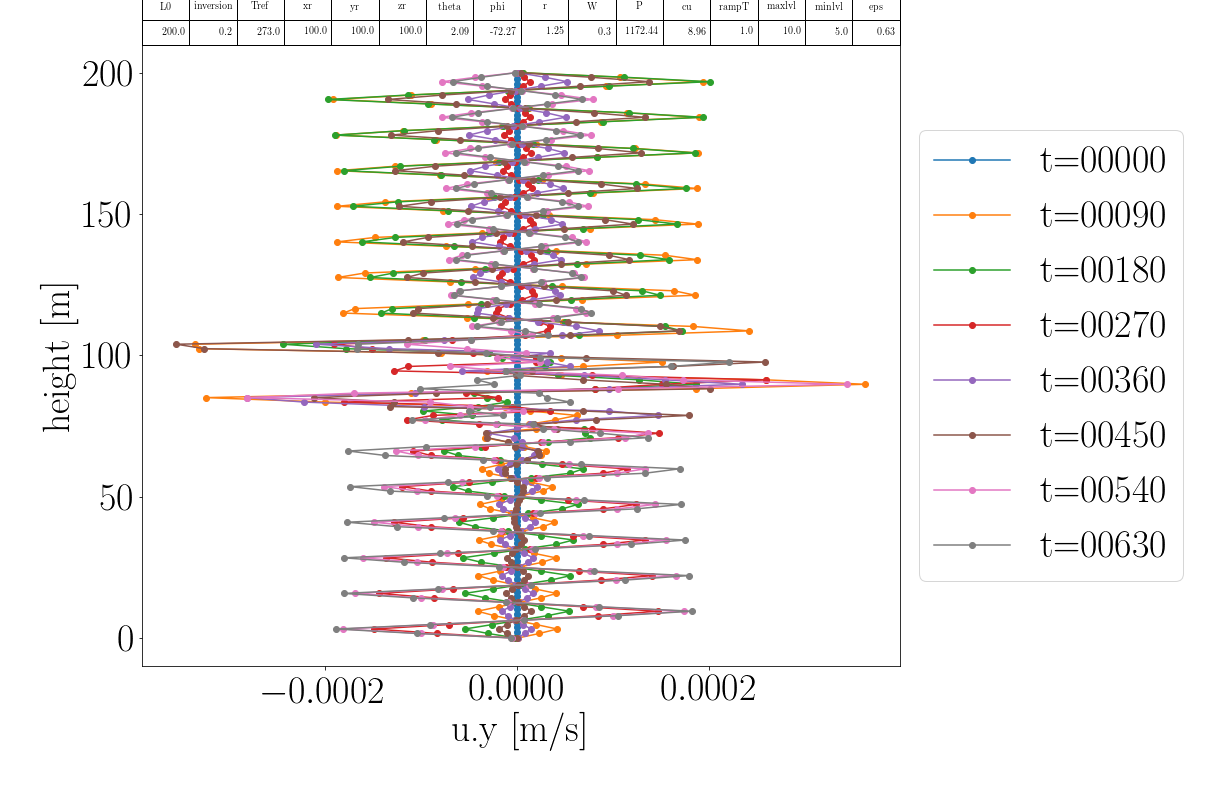 L0 inversion Tref xr yr zr theta phi r W P cu rampT maxlvl minlvl eps
200.0 0.2 273.0 100.0 100.0 100.0 2.09 -72.27 1.25 0.3 1172.44 8.96 1.0 10.0 5.0 0.63
200
150
100
50
0
height [m]
−0.0002 0.0000 0.0002
u.y [m/s]
t=00000
t=00090
t=00180
t=00270
t=00360
t=00450
t=00540
t=00630